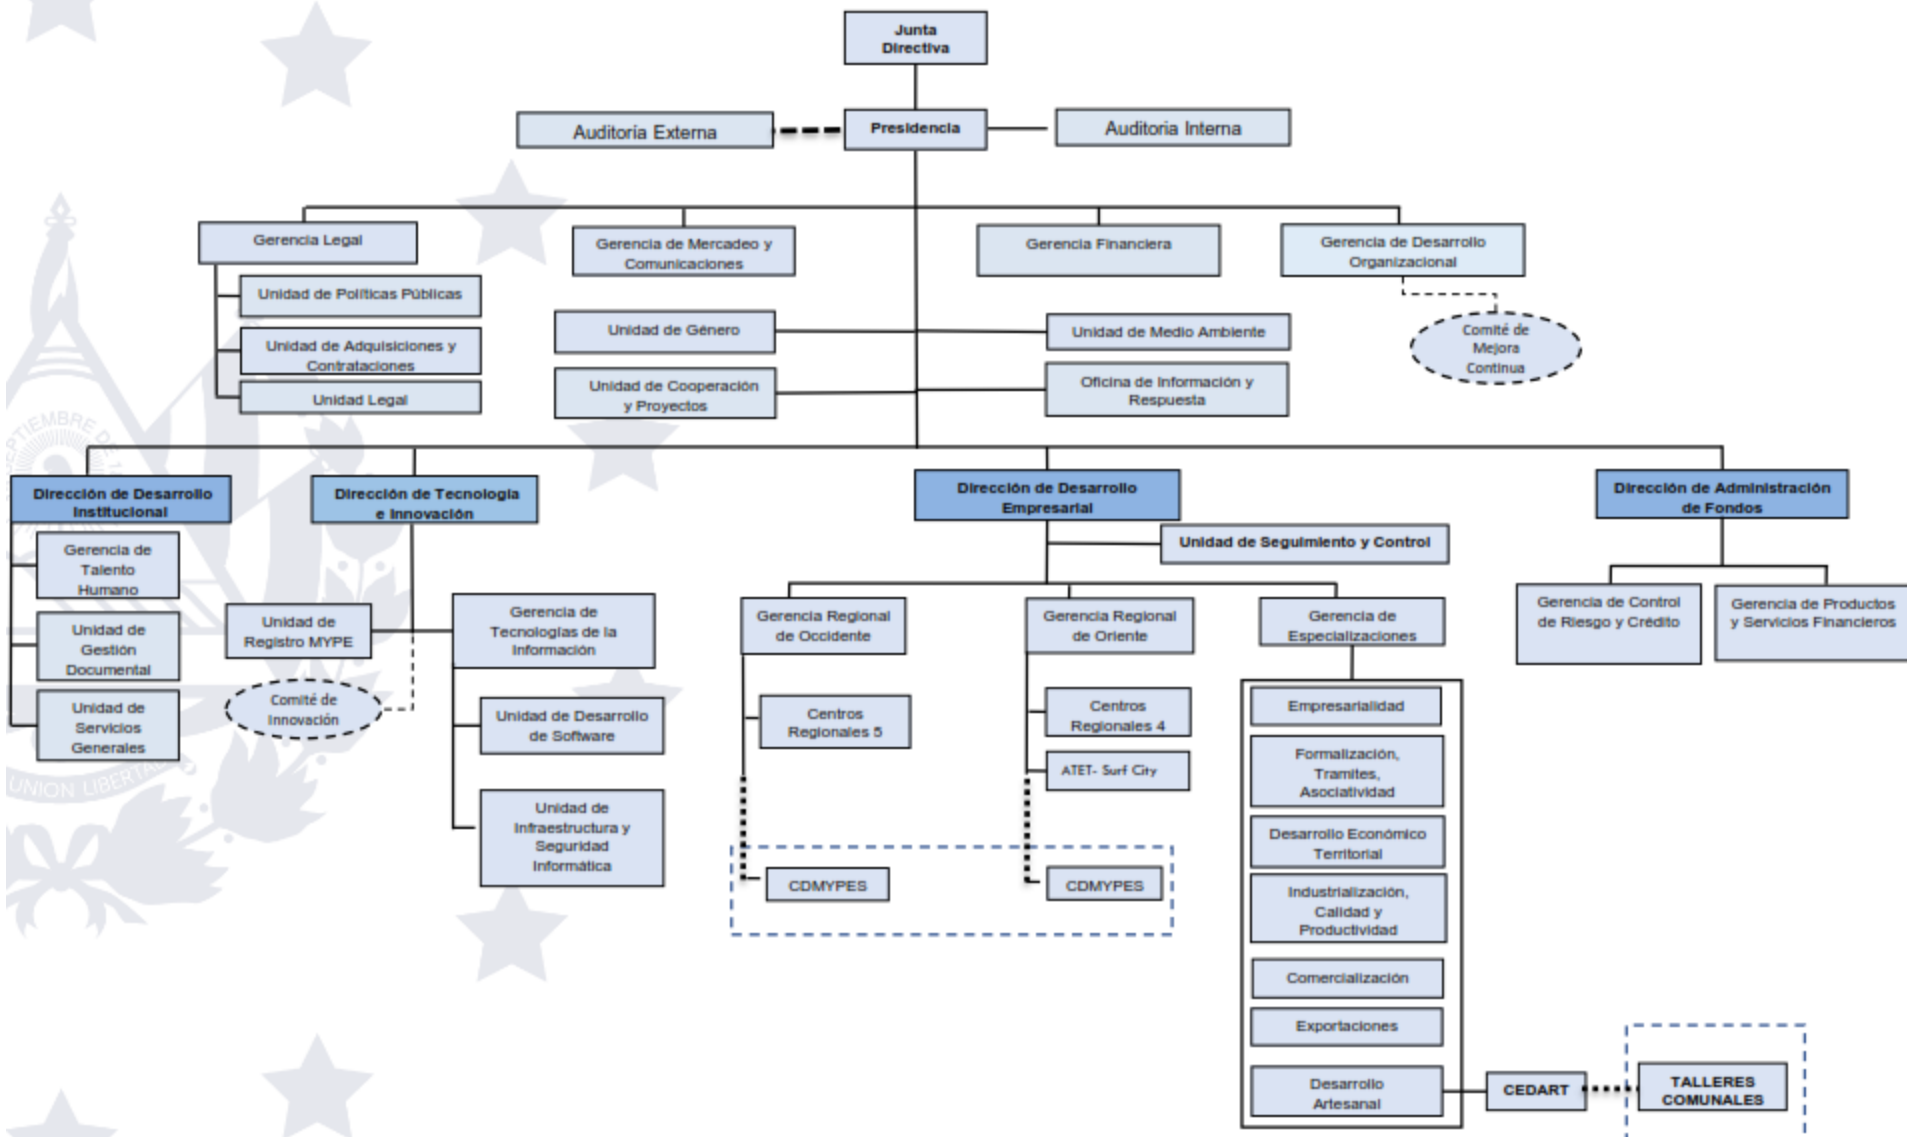 Junta
Directiva
Auditoría Externa
Presidencia
Auditoria Interna
Gerencia Legal
Gerencia de Mercadeo y
Comunicaciones
Gerencia Financiera
Gerencia de Desarrollo
Organizacional
Unidad de Políticas Públicas
Unidad de Adquisiciones y
Contrataciones
Unidad Legal
Unidad de Género
Unidad de Medio Ambiente
Comité de
Mejora
Continua
Unidad de Cooperación
y Proyectos
Oficina de Información y
Respuesta
Dirección de Desarrollo
Institucional
Dirección de Tecnología
e Innovación
Dirección de Desarrollo
Empresarial
Dirección de Administración
de Fondos
Unidad de Seguimiento y Control
Gerencia de
Talento
Humano
Unidad de
Gestión
Documental
Unidad de
Servicios
Generales
Unidad de
Registro MYPE
Comité de
Innovación
Gerencia de
Tecnologías de la
Información
Unidad de Desarrollo
de Software
Unidad de
Infraestructura y
Seguridad
Informática
Gerencia Regional
de Occidente
Centros
Regionales 5
CDMYPES
Gerencia Regional
de Oriente
Centros
Regionales 4
ATET- Surf City
CDMYPES
Gerencia de
Especializaciones
Empresarialidad
Formalización,
Tramites,
Asociatividad
Desarrollo Económico
Territorial
Industrialización,
Calidad y
Productividad
Comercialización
Exportaciones
Desarrollo
Artesanal
CEDART
TALLERES
COMUNALES
Gerencia de Control
de Riesgo y Crédito
Gerencia de Productos
y Servicios Financieros
SEPTIEMBRE DE
UNION